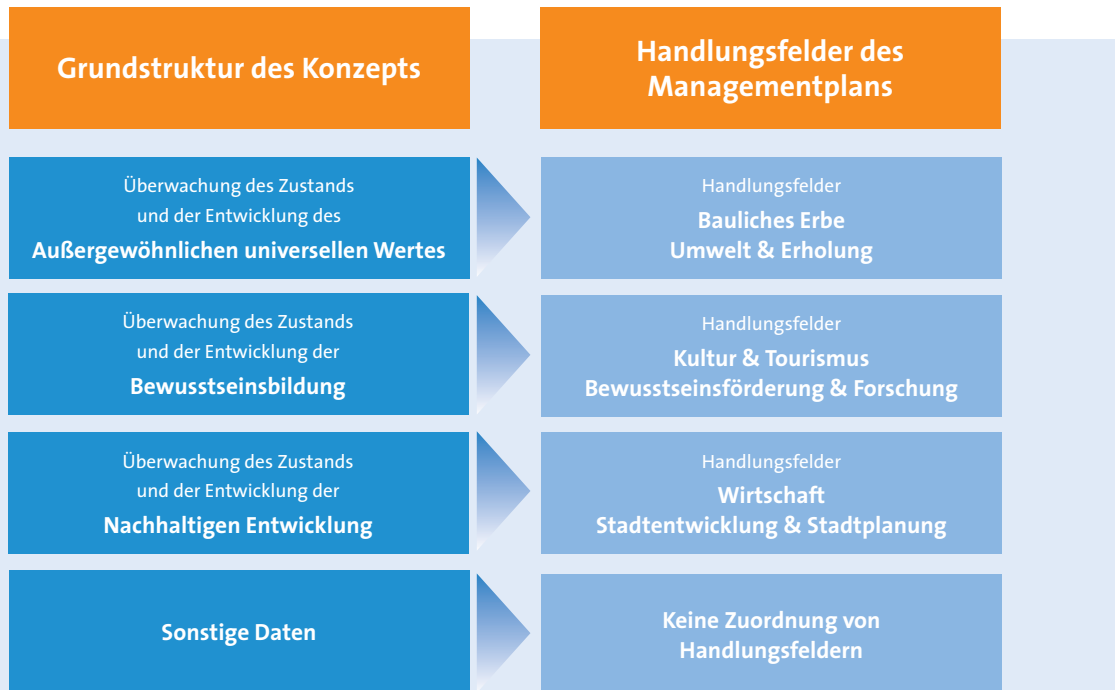 Grundstruktur des Konzepts
Handlungsfelder des
Managementplans
Überwachung des Zustands
und der Entwicklung des
Außergewöhnlichen universellen Wertes
Handlungsfelder
Bauliches Erbe
Umwelt & Erholung
Überwachung des Zustands
und der Entwicklung der
Bewusstseinsbildung
Handlungsfelder
Kultur & Tourismus
Bewusstseinsförderung & Forschung
Überwachung des Zustands
und der Entwicklung der
Nachhaltigen Entwicklung
Handlungsfelder
Wirtschaft
Stadtentwicklung & Stadtplanung
Sonstige Daten
Keine Zuordnung von
Handlungsfeldern